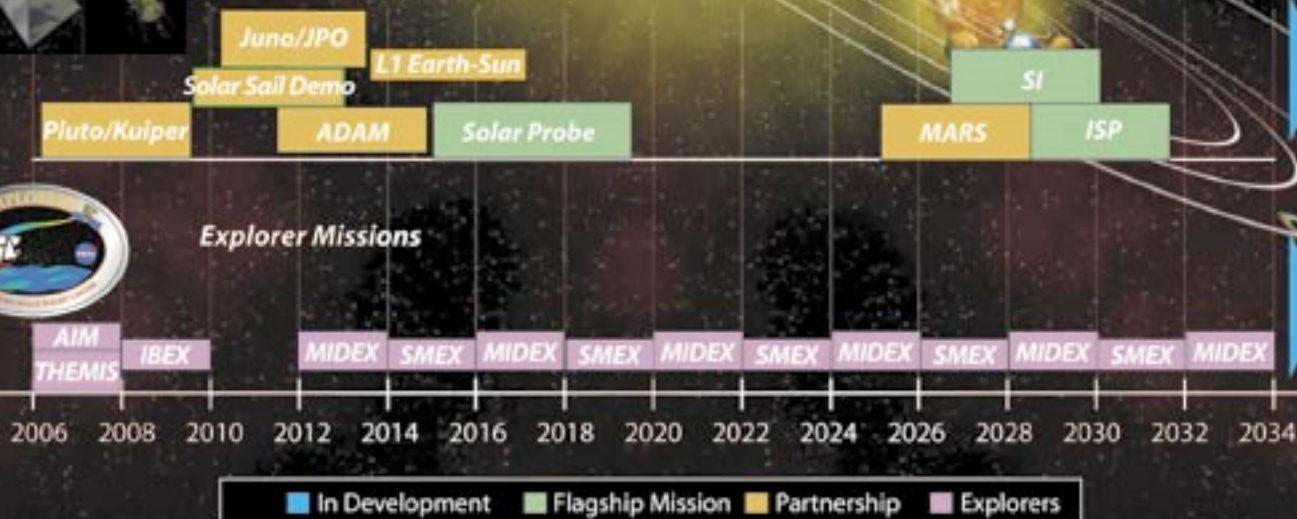 Juno/JPO
L1 Earth-Sun
Solar Sail Demo
SI
Pluto/Kuiper
ADAM
Solar Probe
MARS
ISP
Explorer Missions
AIM
THEMIS
IBEX
MIDEX
SMEX
MIDEX
SMEX
MIDEX
SMEX
MIDEX
SMEX
MIDEX
SMEX
MIDEX
2006 2008 2010 2012 2014 2016 2018 2020 2022 2024 2026 2028 2030 2032 2034
In Development Flagship Mission Partnership Explorers